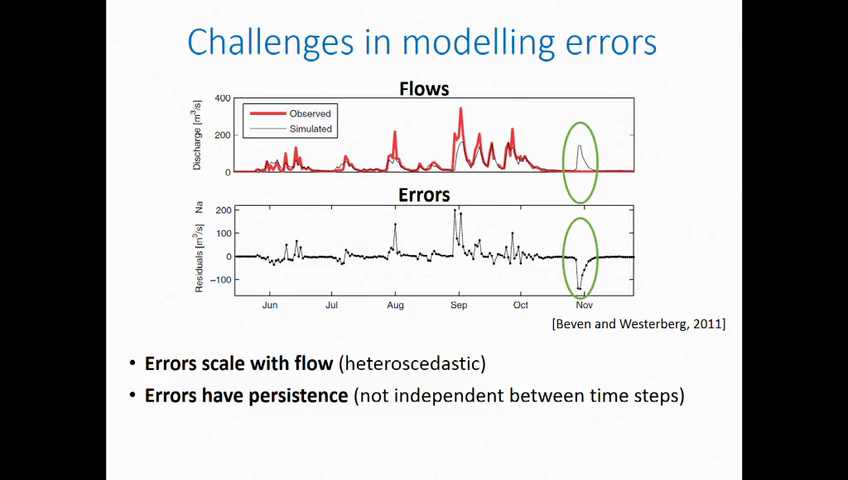 Challenges in modelling errors
Flows
400
200
0
Discharge [m³/s]
Observed
Simulated
Errors
200
100
0
−100
Residuals [m³/s] Na
Jun Jul Aug Sep Oct Nov
[Beven and Westerberg, 2011]
• Errors scale with flow (heteroscedastic)
• Errors have persistence (not independent between time steps)